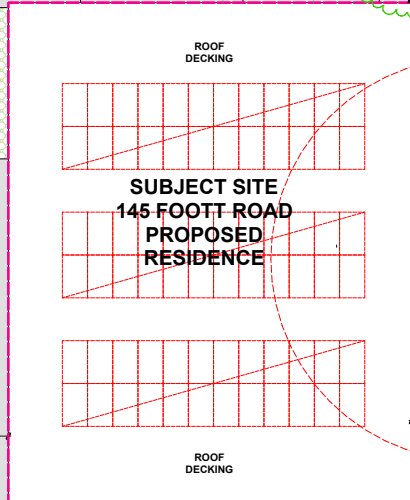 ROOF
DECKING
SUBJECT SITE
145 FOOTT ROAD
PROPOSED
RESIDENCE
ROOF
DECKING